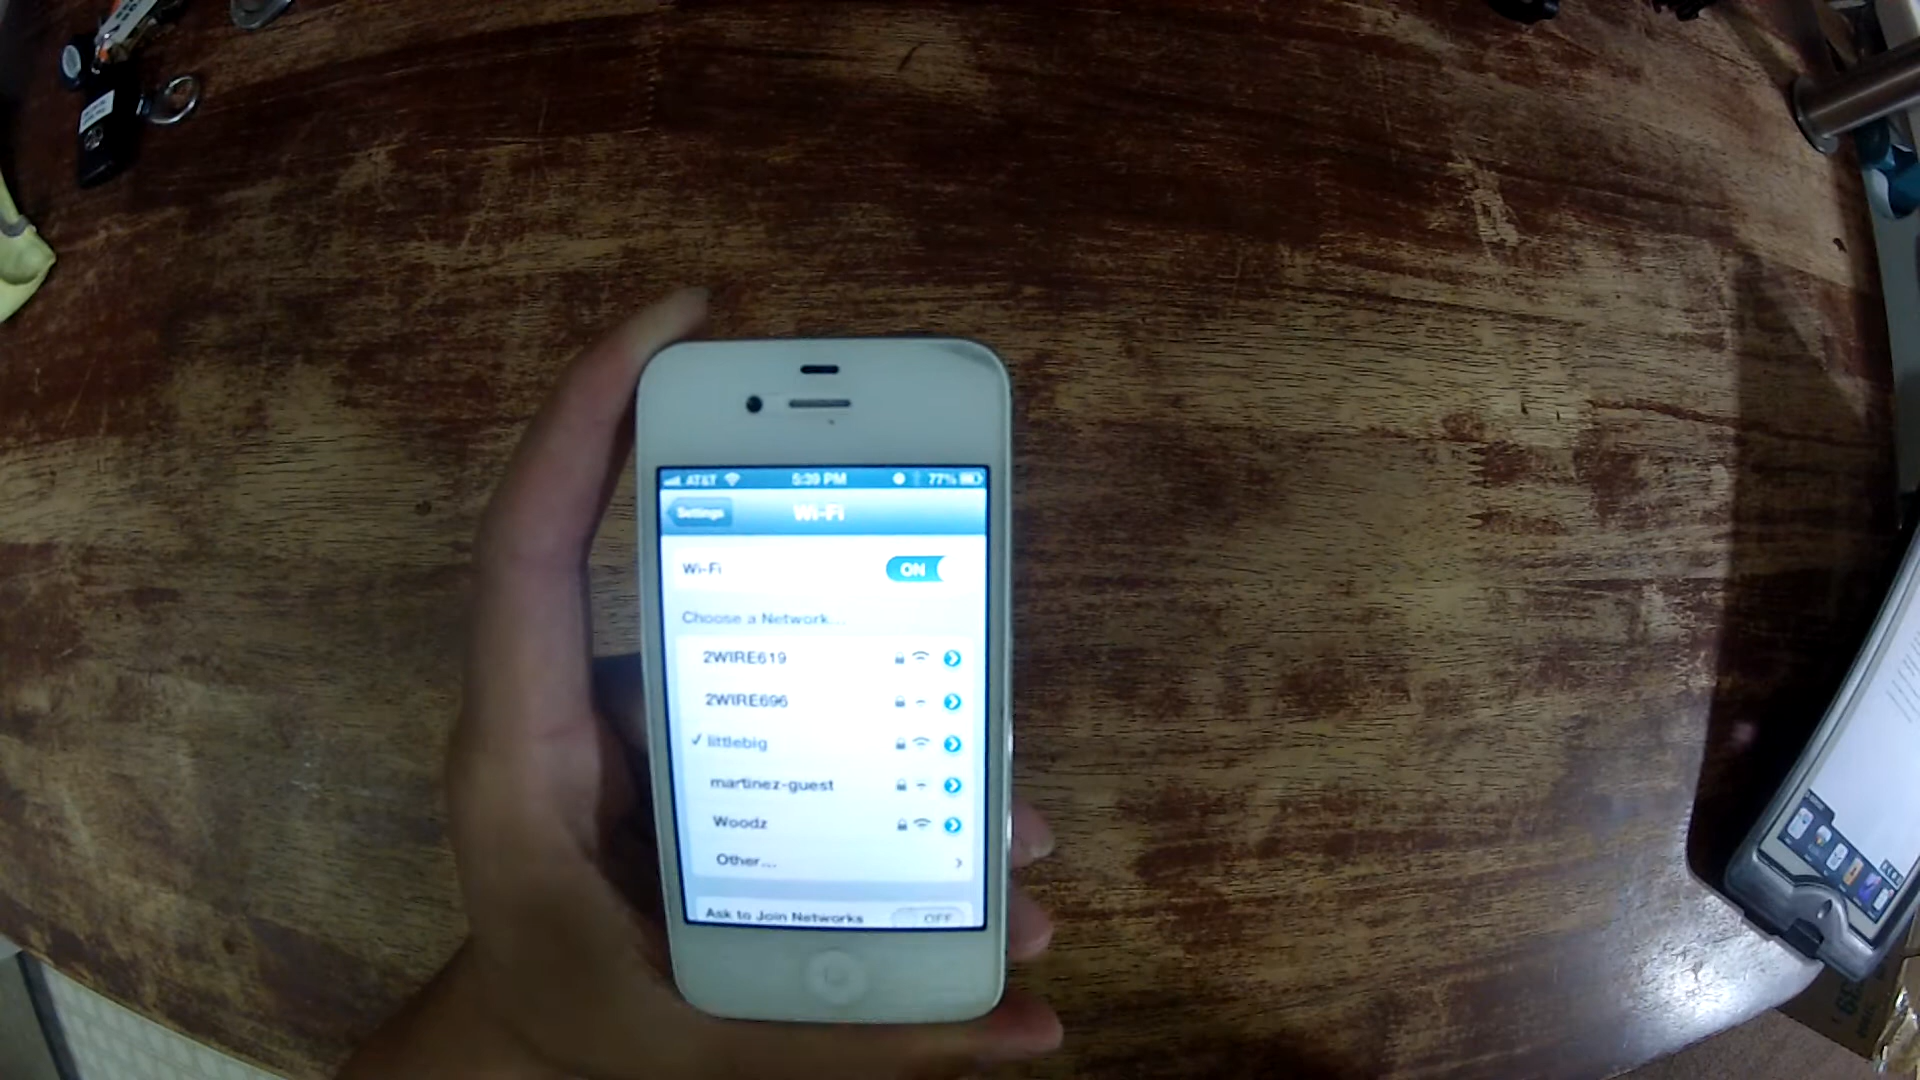 AT&T 5:39 PM 77%
Settings Wi-Fi
Wi-Fi ON
Choose a Network...
2WIRE619
2WIRE696
✓ littlebig
martinez-guest
Woodz
Other...
Ask to Join Networks OFF